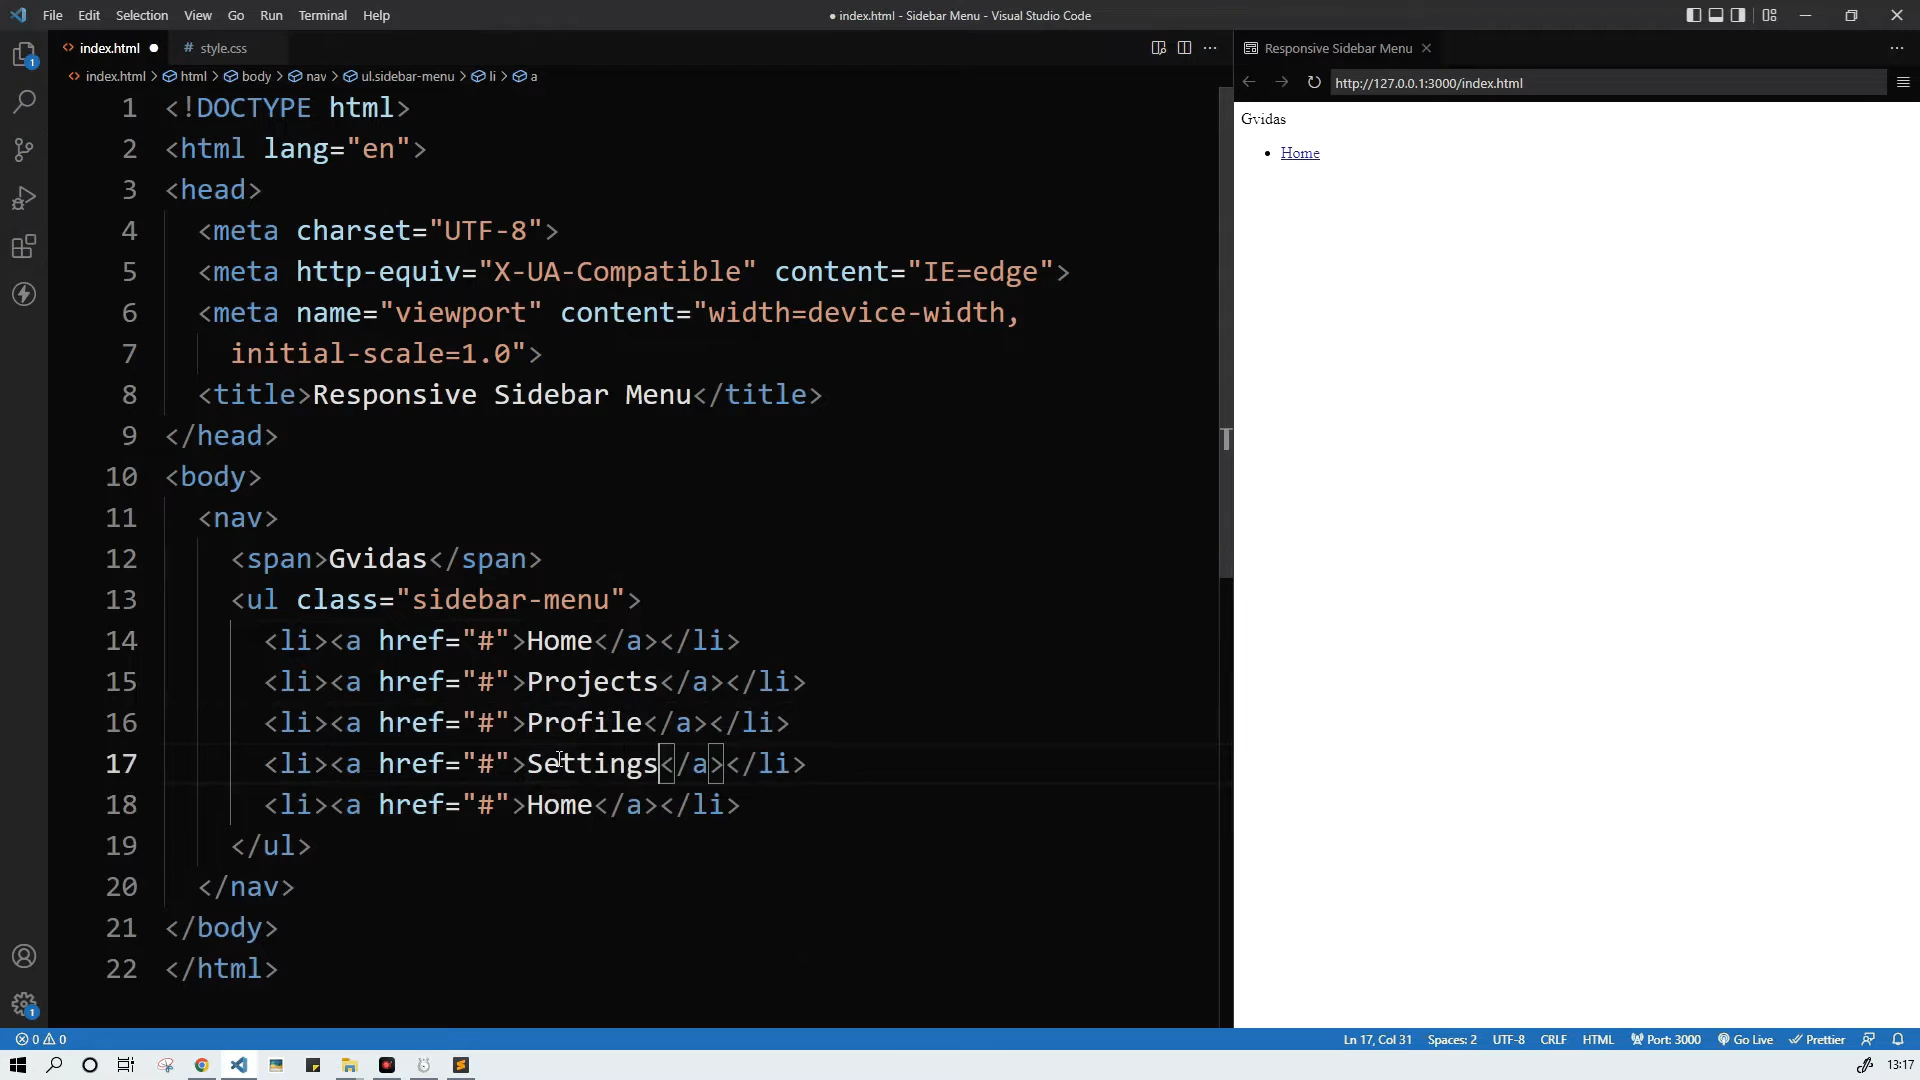 File Edit Selection View Go Run Terminal Help
● index.html - Sidebar Menu - Visual Studio Code
index.html
# style.css
Responsive Sidebar Menu
index.html > html > body > nav > ul.sidebar-menu > li > a
http://127.0.0.1:3000/index.html
1 <!DOCTYPE html>
2 <html lang="en">
3 <head>
4 <meta charset="UTF-8">
5 <meta http-equiv="X-UA-Compatible" content="IE=edge">
6 <meta name="viewport" content="width=device-width,
7 initial-scale=1.0">
8 <title>Responsive Sidebar Menu</title>
9 </head>
10 <body>
11 <nav>
12 <span>Gvidas</span>
13 <ul class="sidebar-menu">
14 <li><a href="#">Home</a></li>
15 <li><a href="#">Projects</a></li>
16 <li><a href="#">Profile</a></li>
17 <li><a href="#">Settings</a></li>
18 <li><a href="#">Home</a></li>
19 </ul>
20 </nav>
21 </body>
22 </html>
Gvidas
• Home
1
1
0 0
Ln 17, Col 31 Spaces: 2 UTF-8 CRLF HTML Port: 3000 Go Live Prettier
13:17